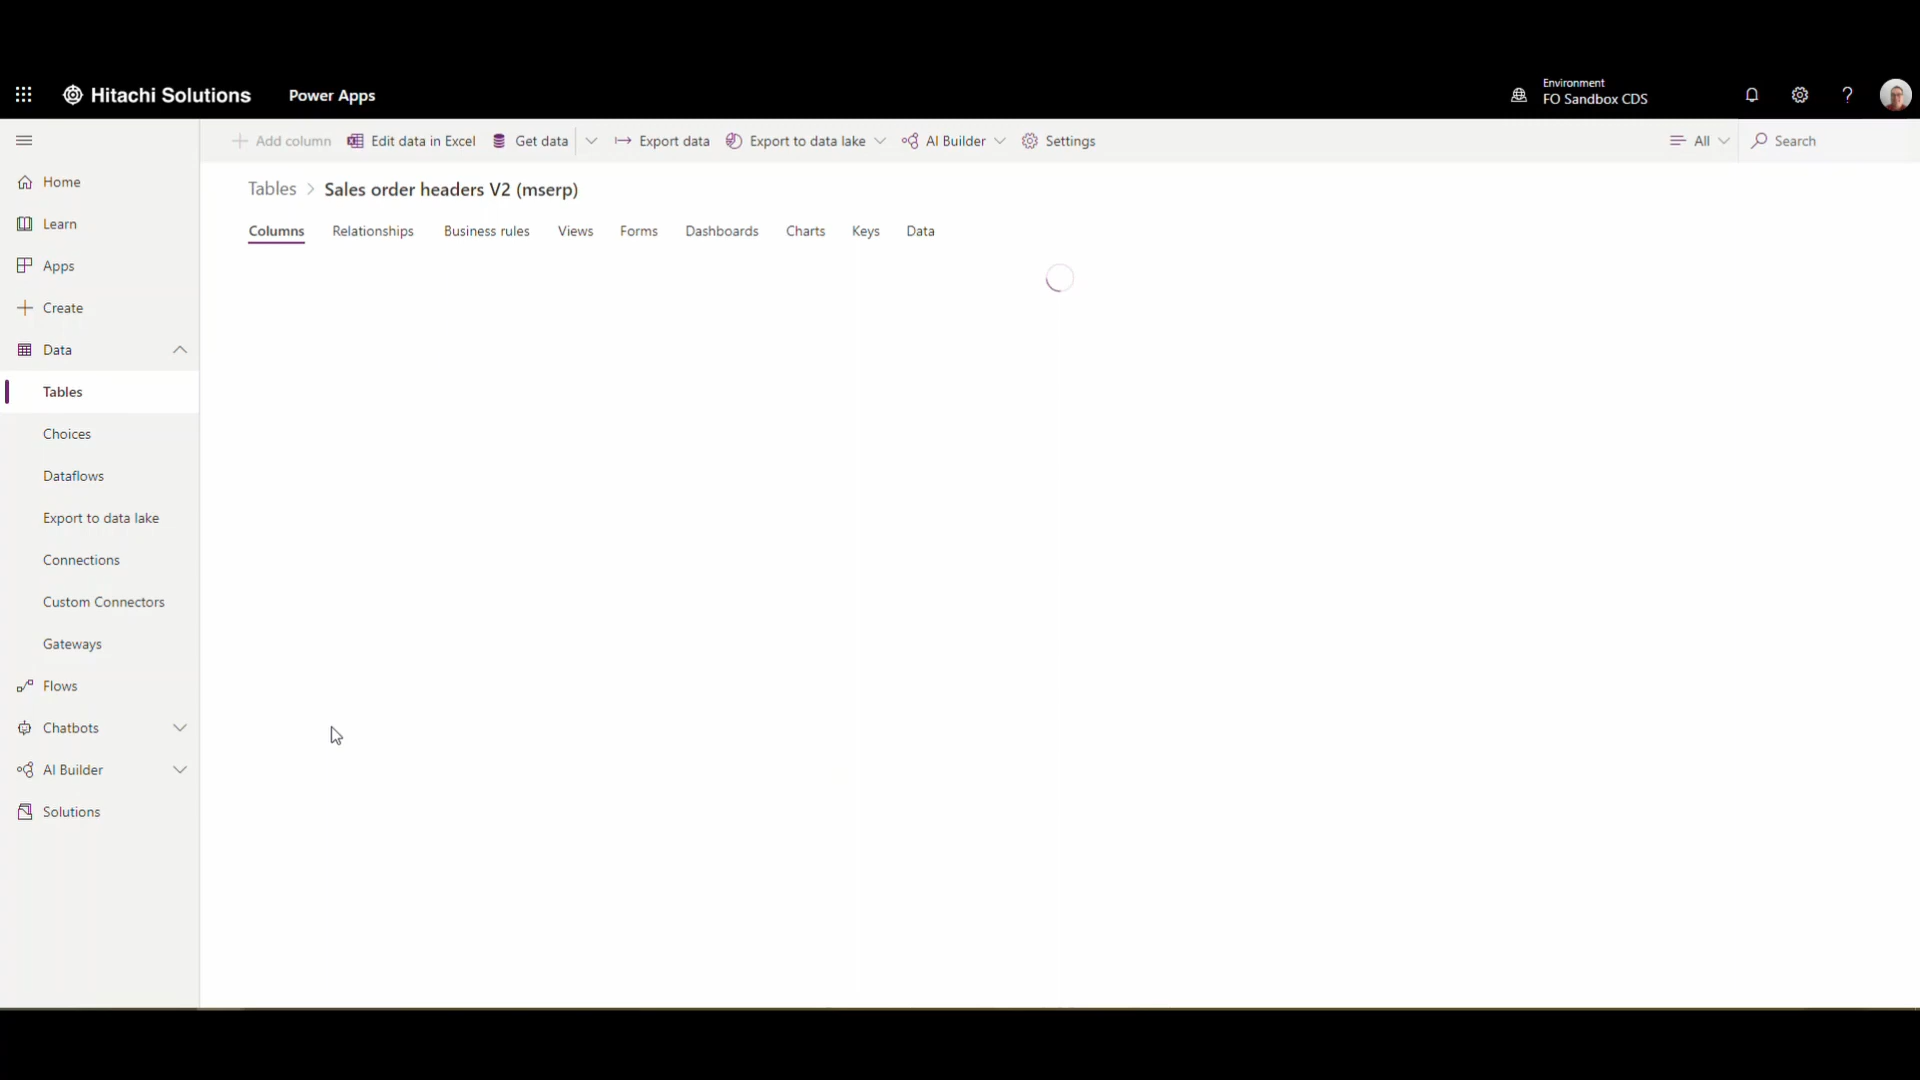 Hitachi Solutions
Power Apps
Environment
FO Sandbox CDS
?
Add column
Edit data in Excel
Get data
Export data
Export to data lake
AI Builder
Settings
All
Search
Home
Learn
Apps
Create
Data
Tables
Choices
Dataflows
Export to data lake
Connections
Custom Connectors
Gateways
Flows
Chatbots
AI Builder
Solutions
Tables > Sales order headers V2 (mserp)
Columns
Relationships
Business rules
Views
Forms
Dashboards
Charts
Keys
Data